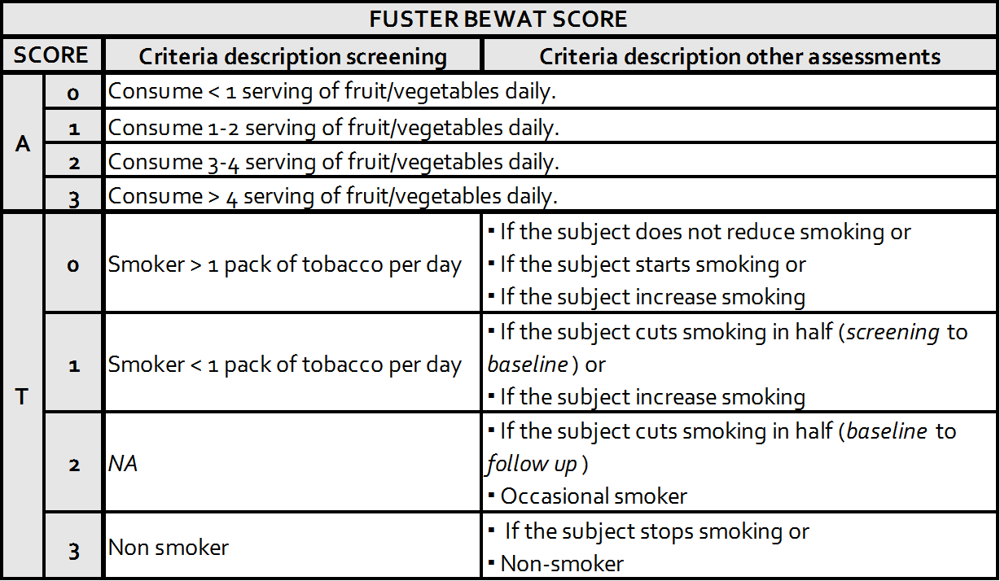 FUSTER BEWAT SCORE
SCORE
Criteria description screening
Criteria description other assessments
A
0
Consume < 1 serving of fruit/vegetables daily.
1
Consume 1-2 serving of fruit/vegetables daily.
2
Consume 3-4 serving of fruit/vegetables daily.
3
Consume > 4 serving of fruit/vegetables daily.
T
0
Smoker > 1 pack of tobacco per day
▪ If the subject does not reduce smoking or
▪ If the subject starts smoking or
▪ If the subject increase smoking
1
Smoker < 1 pack of tobacco per day
▪ If the subject cuts smoking in half (screening to
baseline) or
▪ If the subject increase smoking
2
NA
▪ If the subject cuts smoking in half (baseline to
follow up)
▪ Occasional smoker
3
Non smoker
▪ If the subject stops smoking or
▪ Non-smoker